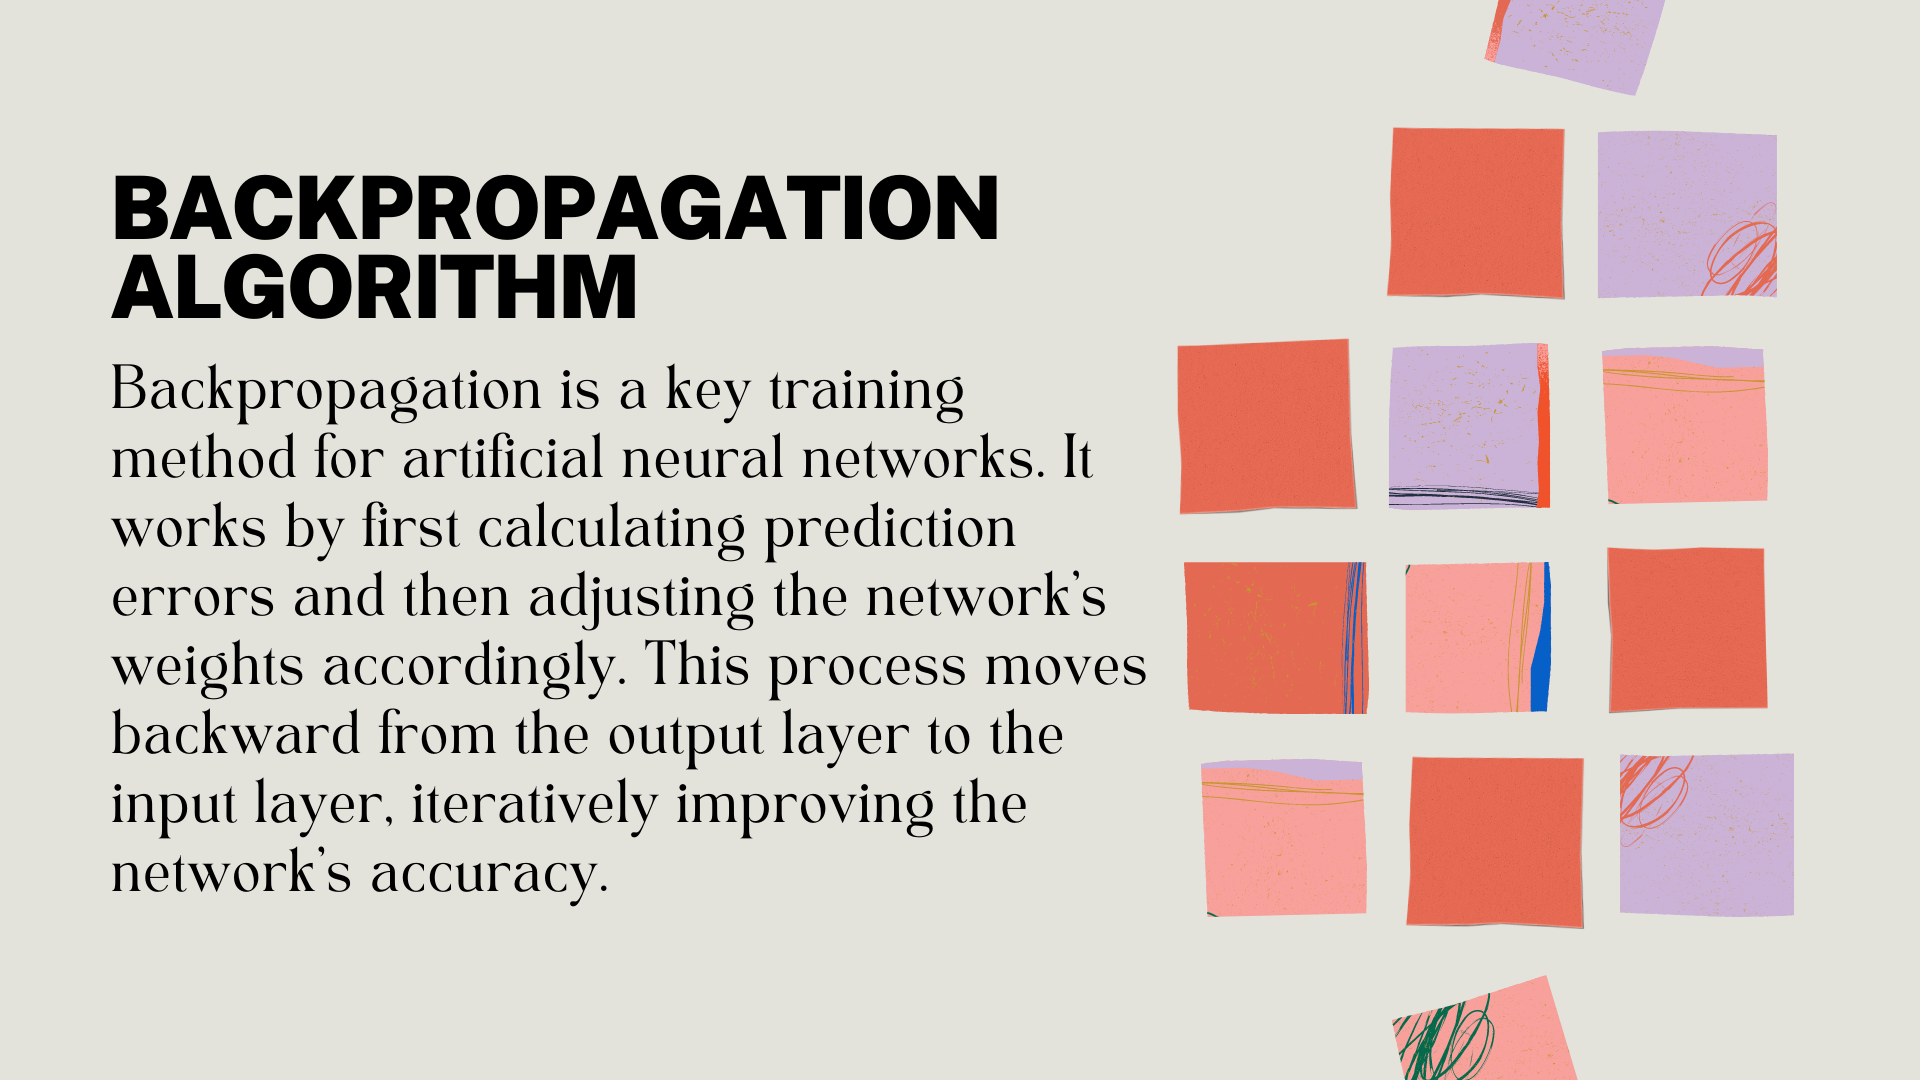 BACKPROPAGATION
ALGORITHM
Backpropagation is a key training
method for artificial neural networks. It
works by first calculating prediction
errors and then adjusting the network's
weights accordingly. This process moves
backward from the output layer to the
input layer, iteratively improving the
network's accuracy.